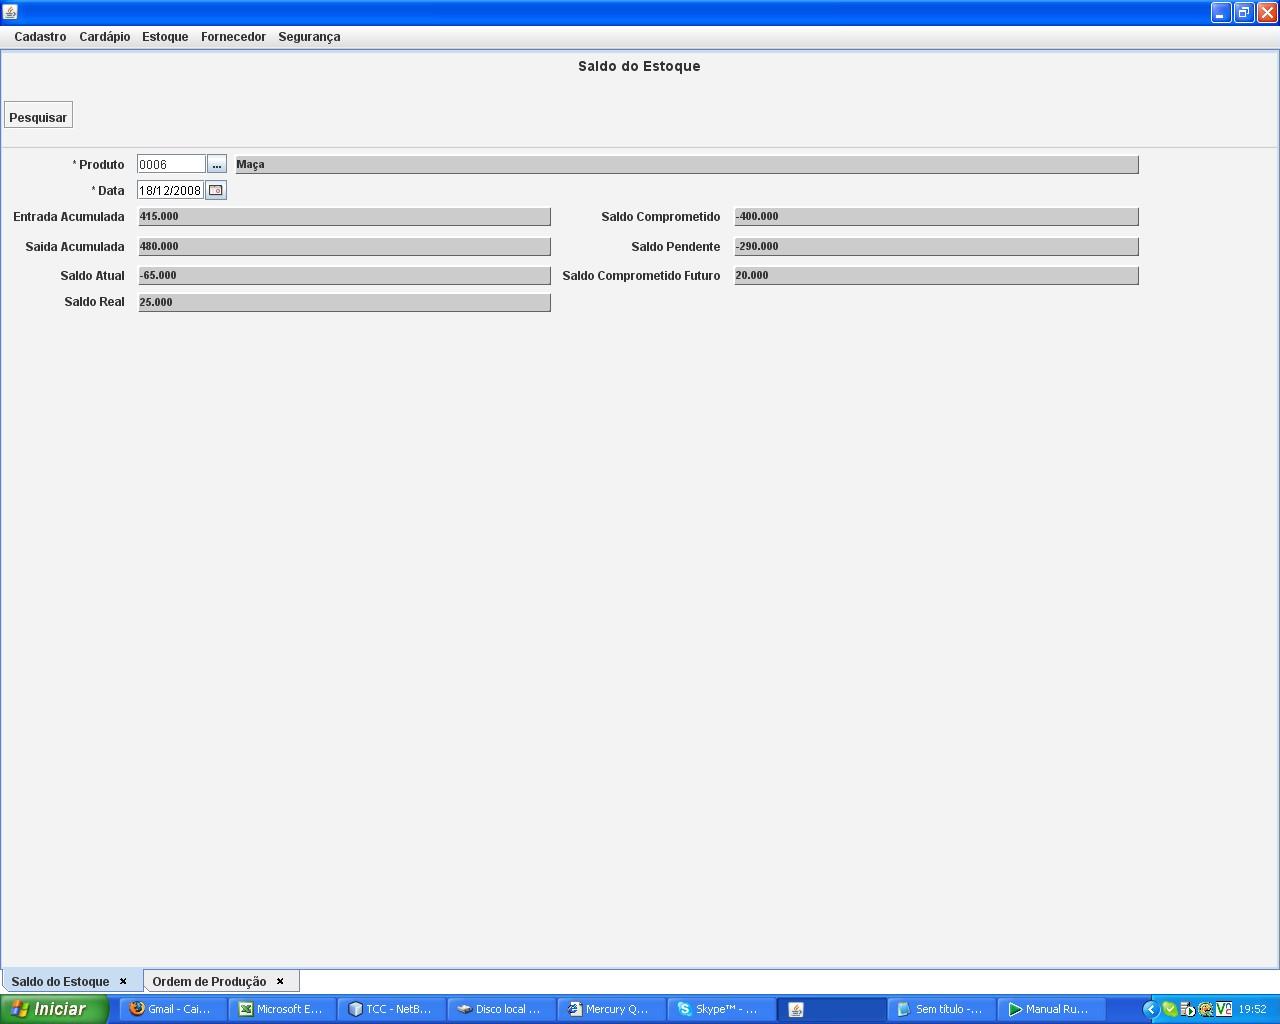 Cadastro Cardápio Estoque Fornecedor Segurança
Saldo do Estoque
Pesquisar
* Produto 0006 ... Maça
* Data 18/12/2008
Entrada Acumulada 415.000 Saldo Comprometido -400.000
Saida Acumulada 480.000 Saldo Pendente -290.000
Saldo Atual -65.000 Saldo Comprometido Futuro 20.000
Saldo Real 25.000
Saldo do Estoque × Ordem de Produção ×
Iniciar Gmail - Cai... Microsoft E... TCC - NetB... Disco local ... Mercury Q... Skype™ - ... Sem título -... Manual Ru... 19:52